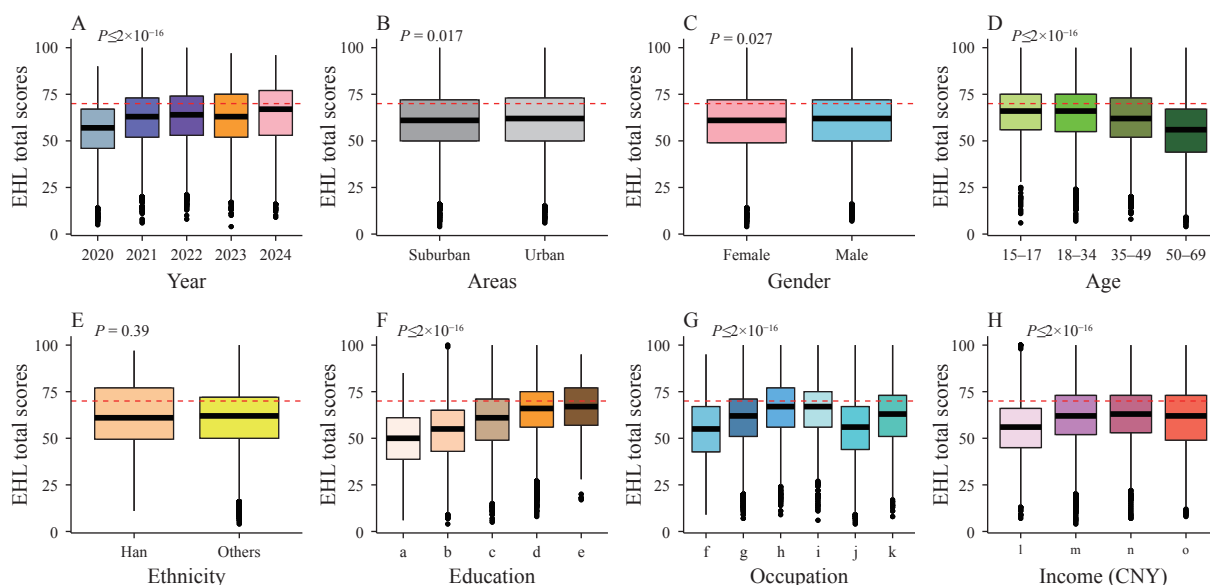 A
P≤2×10⁻¹⁶
EHL total scores
100
75
50
25
0
2020 2021 2022 2023 2024
Year
B
P = 0.017
EHL total scores
100
75
50
25
0
Suburban Urban
Areas
C
P = 0.027
EHL total scores
100
75
50
25
0
Female Male
Gender
D
P≤2×10⁻¹⁶
EHL total scores
100
75
50
25
0
15–17 18–34 35–49 50–69
Age
E
P = 0.39
EHL total scores
100
75
50
25
0
Han Others
Ethnicity
F
P≤2×10⁻¹⁶
EHL total scores
100
75
50
25
0
a b c d e
Education
G
P≤2×10⁻¹⁶
EHL total scores
100
75
50
25
0
f g h i j k
Occupation
H
P≤2×10⁻¹⁶
EHL total scores
100
75
50
25
0
l m n o
Income (CNY)